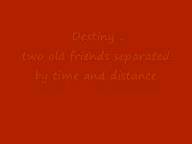 Destiny ..
two old friends separated
by time and distance